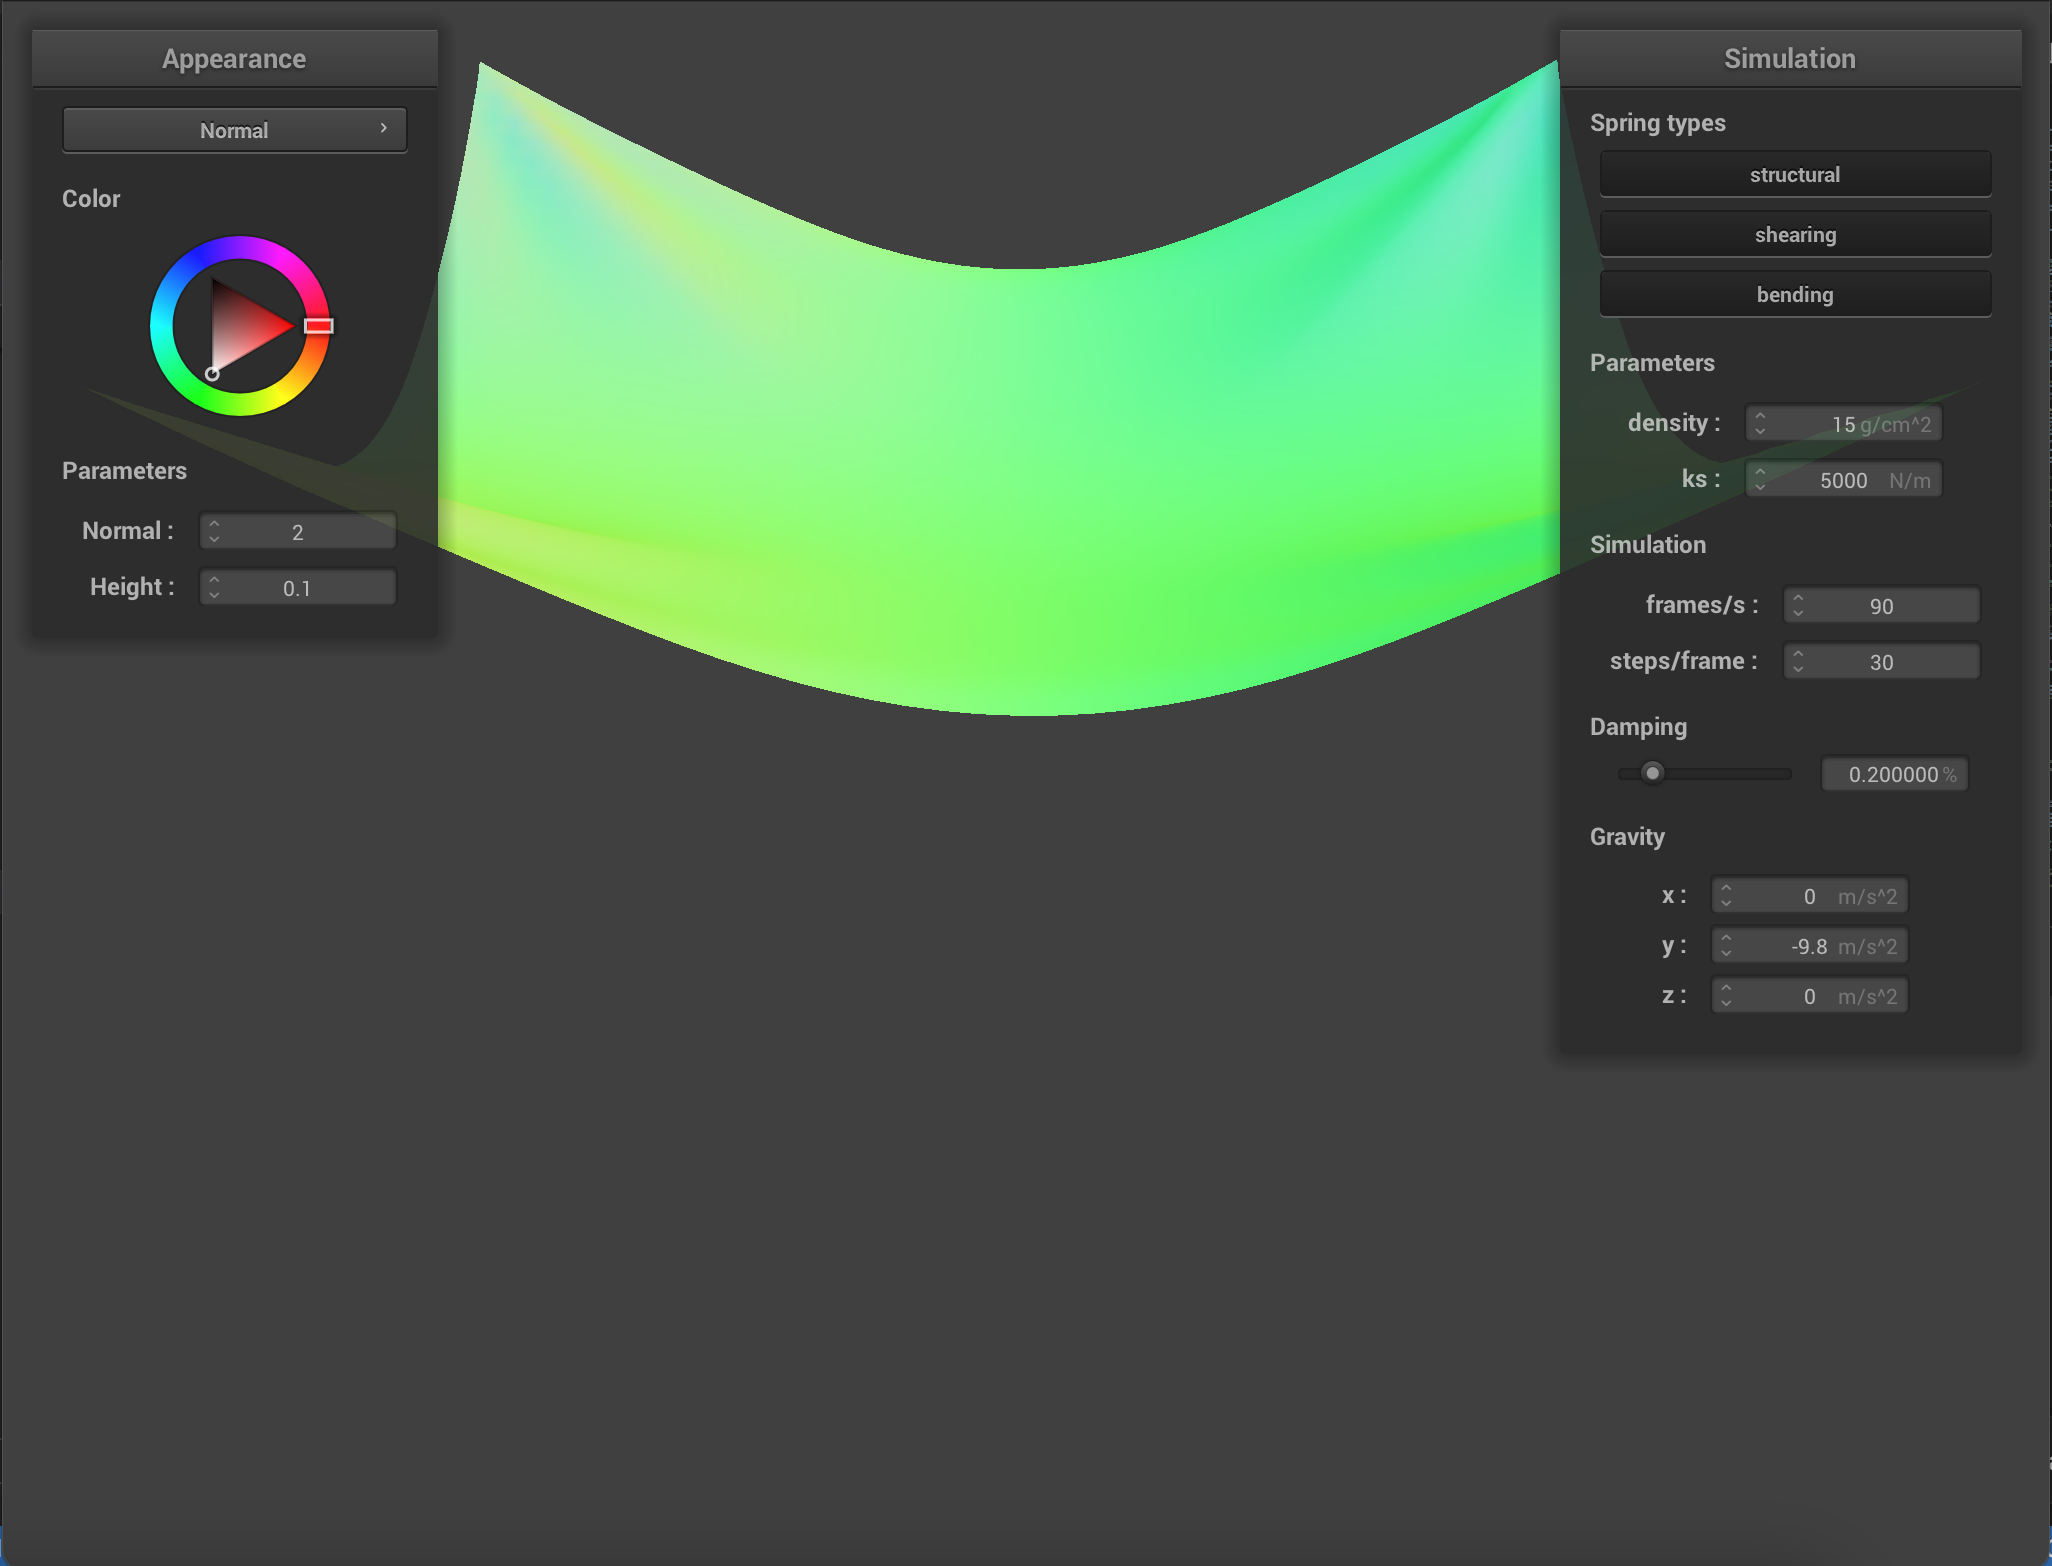 Appearance
Normal
Color
Parameters
Normal : 2
Height : 0.1
Simulation
Spring types
structural
shearing
bending
Parameters
density : 15 g/cm^2
ks : 5000 N/m
Simulation
frames/s : 90
steps/frame : 30
Damping
0.200000 %
Gravity
x : 0 m/s^2
y : -9.8 m/s^2
z : 0 m/s^2